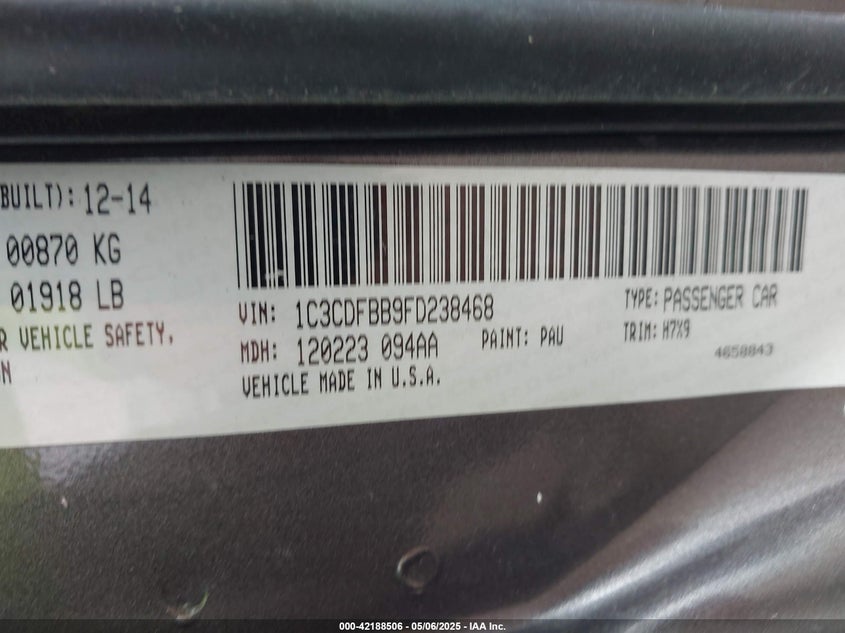 BUILT): 12-14
00870 KG
01918 LB
R VEHICLE SAFETY,
N
VIN: 1C3CDFBB9FD238468
TYPE: PASSENGER CAR
MDH: 120223 094AA
PAINT: PAU
TRIM: H7X9
VEHICLE MADE IN U.S.A.
4658843
000-42188506 - 05/06/2025 - IAA Inc.